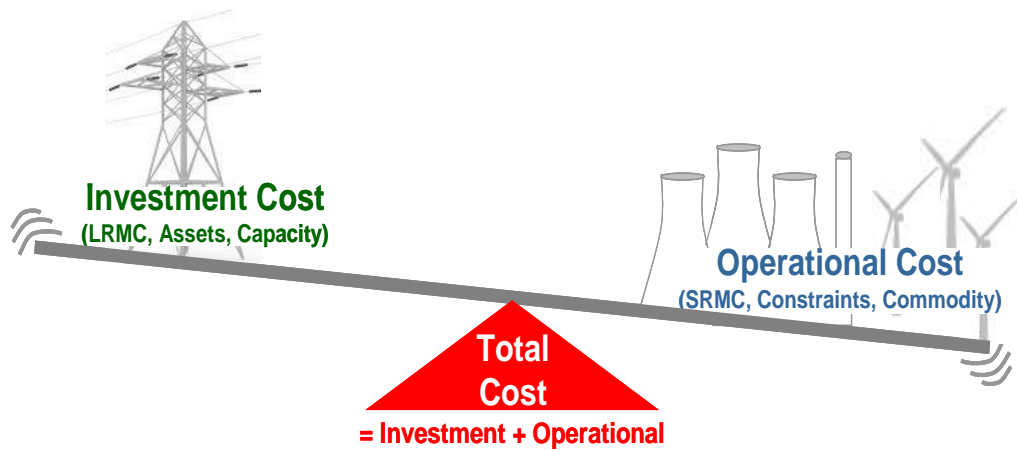 Investment Cost
(LRMC, Assets, Capacity)
Operational Cost
(SRMC, Constraints, Commodity)
Total
Cost
= Investment + Operational